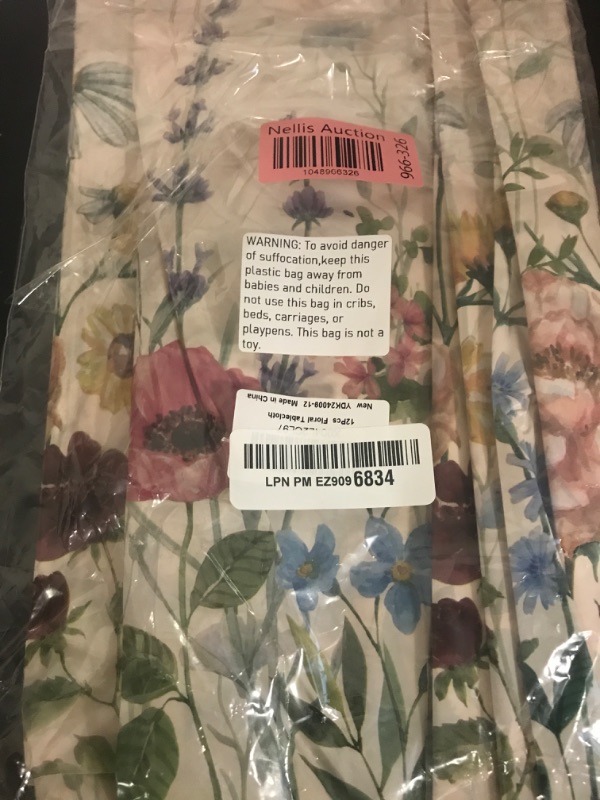 Nellis Auction
1048906326
966-326
WARNING: To avoid danger
of suffocation,keep this
plastic bag away from
babies and children. Do
not use this bag in cribs,
beds, carriages, or
playpens. This bag is not a
toy.
New YDK24009-12 Made in China
12Pcs Floral Tablecloth
LPN PM EZ909 6834